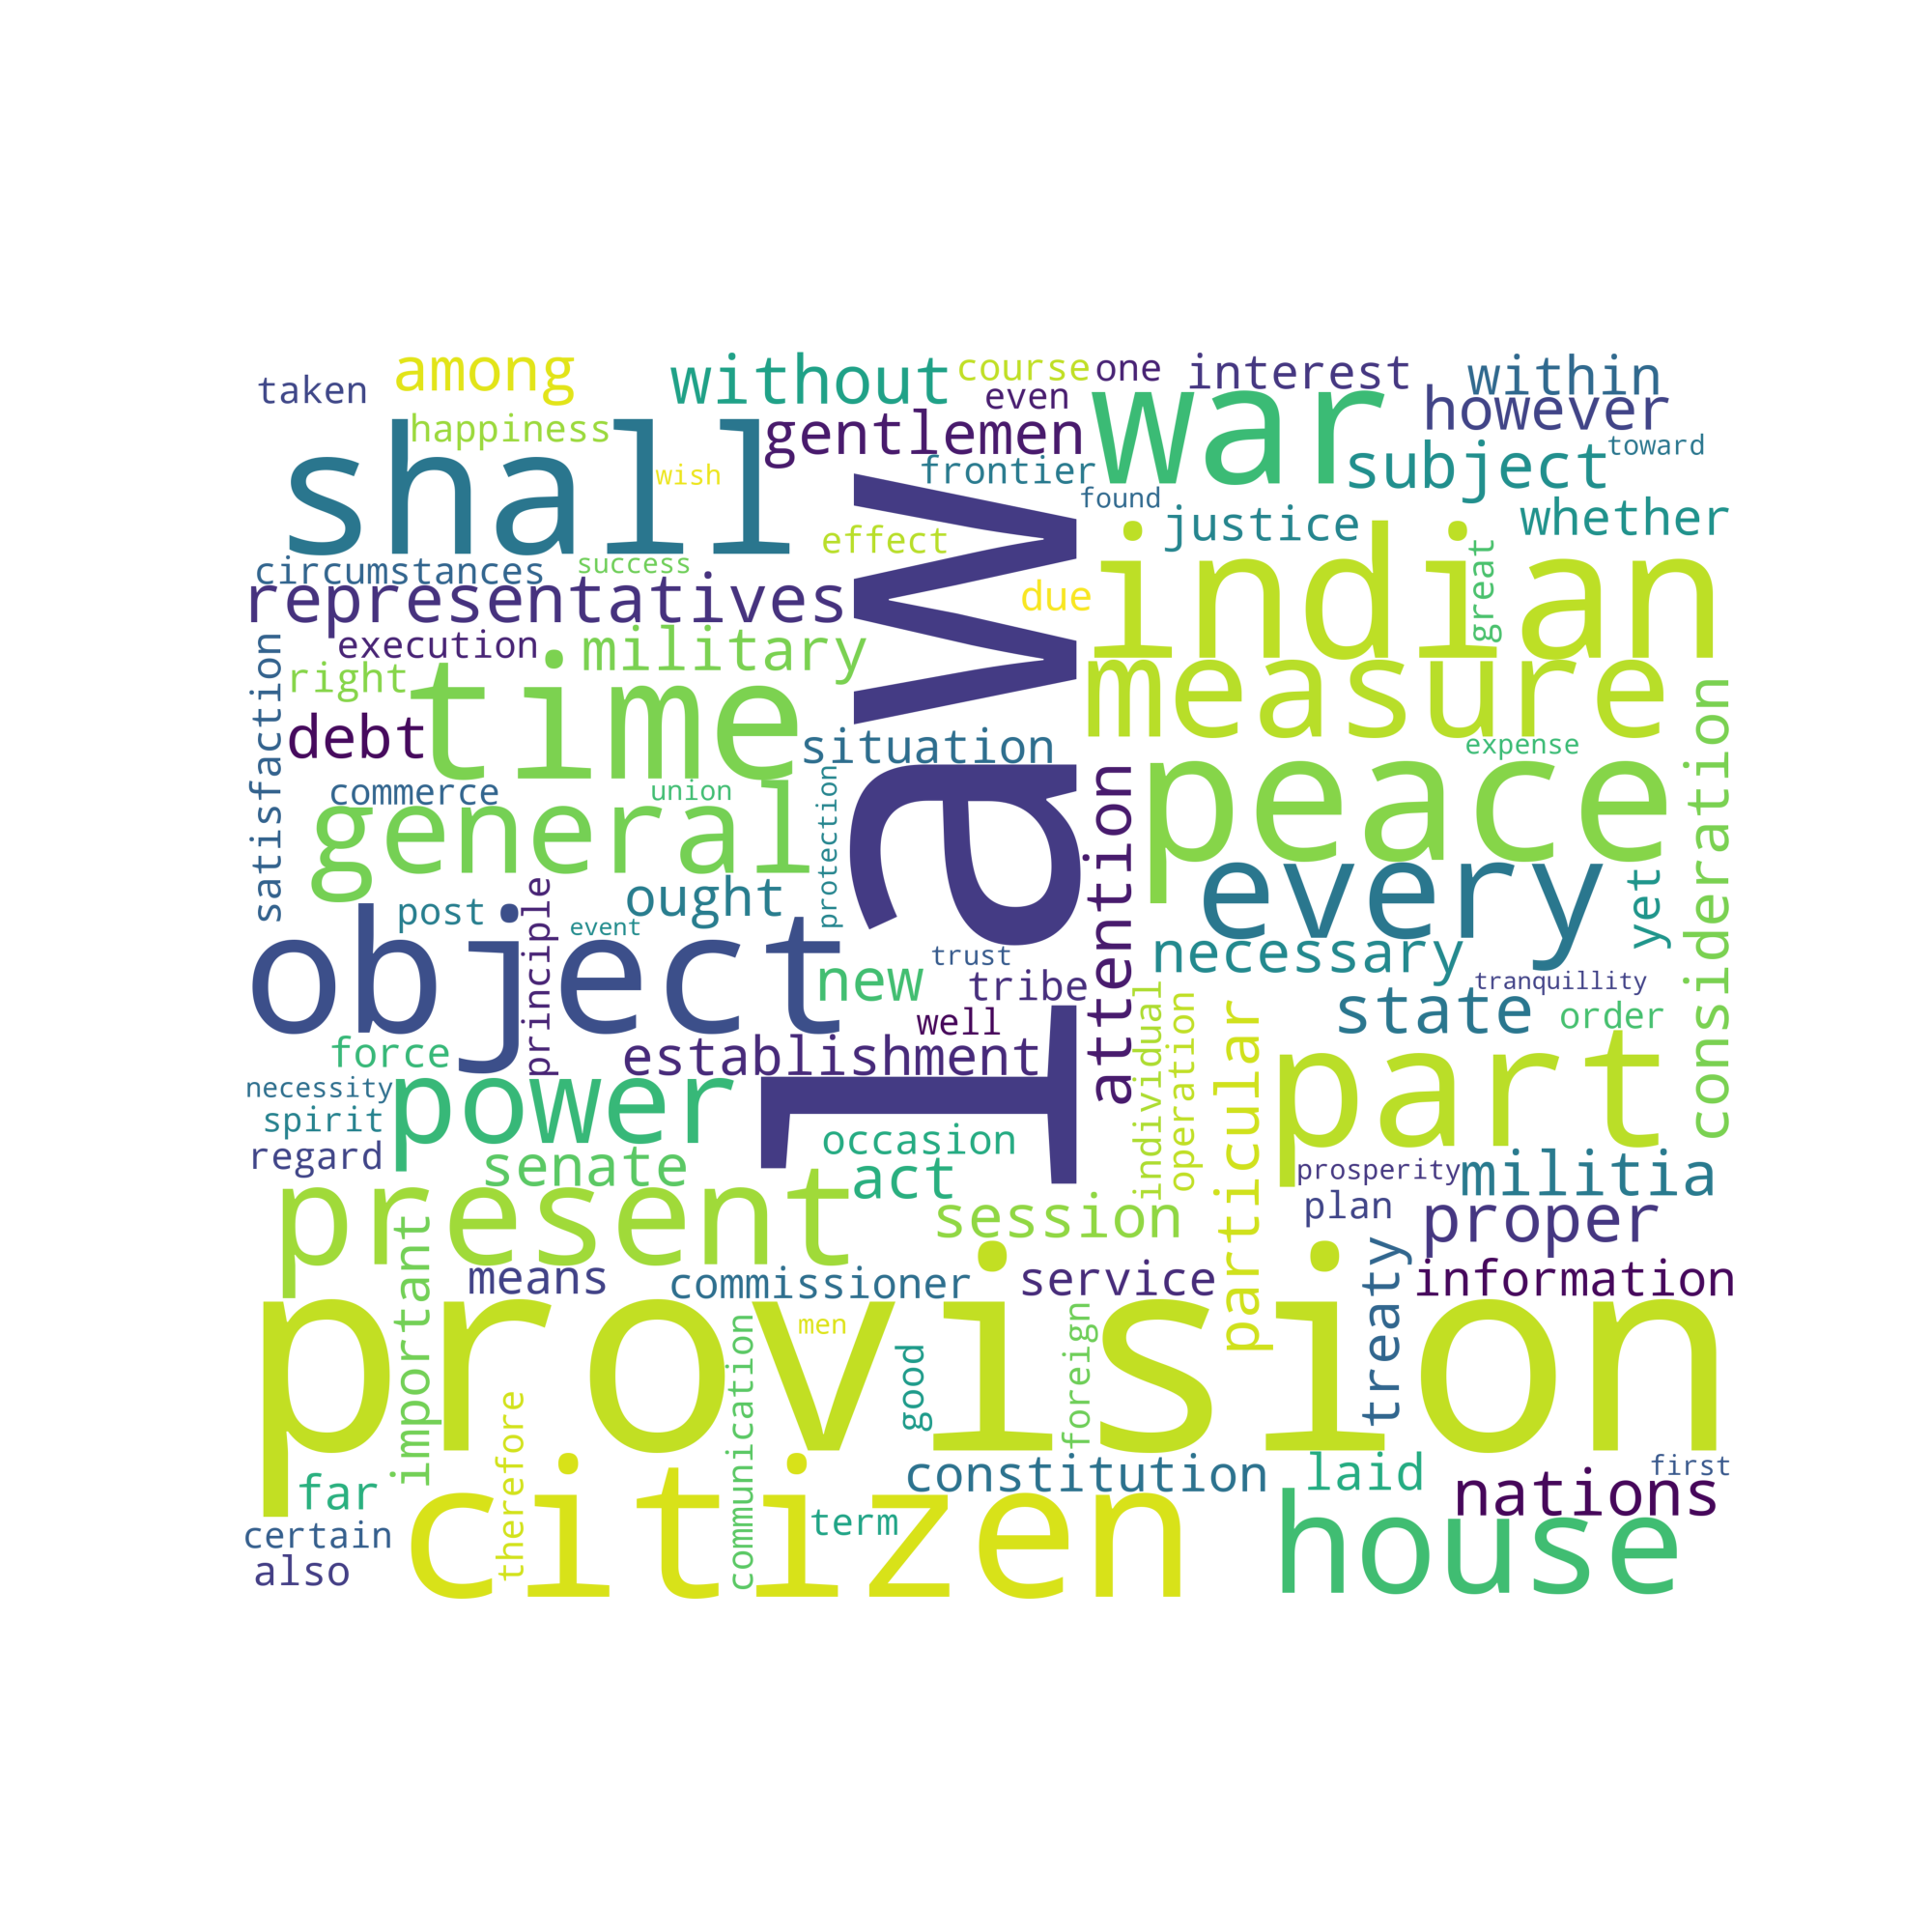 taken
among
without
course
one
interest
within
happiness
even
however
shall
wish
gentlemen
war
subject
toward
frontier
found
effect
justice
whether
circumstances
success
law
indian
great
representatives
due
execution
military
right
time
measure
debt
situation
expense
satisfaction
commerce
union
protection
attention
peace
consideration
general
post
principle
event
ought
every
yet
object
new
trust
tribe
necessary
tranquillity
well
individual
operation
particular
state
order
force
establishment
part
necessity
power
spirit
regard
senate
occasion
act
prosperity
militia
present
important
session
plan
proper
means
commissioner
service
treaty
information
provision
men
communication
good
foreign
therefore
far
constitution
laid
nations
first
certain
citizen
term
house
also